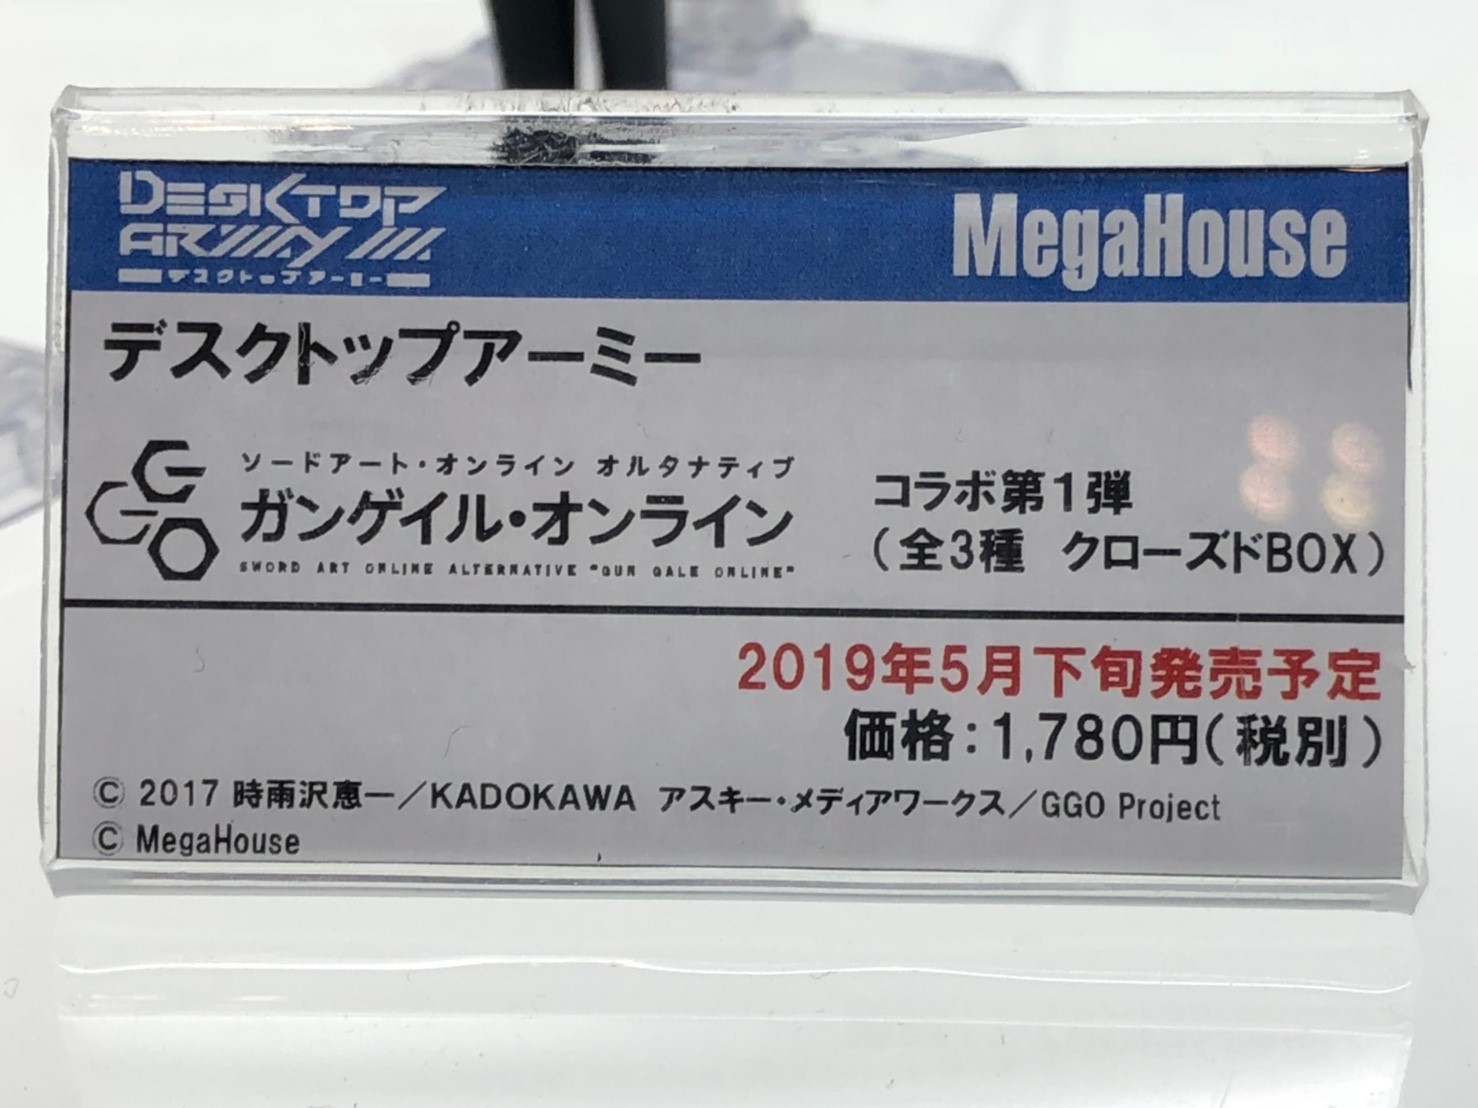 DESKTOP
ARMY
デスクトップアーミー
MegaHouse
デスクトップアーミー
GGO
ソードアート・オンライン オルタナティブ
ガンゲイル・オンライン
SWORD ART ONLINE ALTERNATIVE "GUN GALE ONLINE"
コラボ第1弾
（全3種 クローズドBOX）
2019年5月下旬発売予定
価格：1,780円（税別）
© 2017 時雨沢恵一／KADOKAWA アスキー・メディアワークス／GGO Project
© MegaHouse